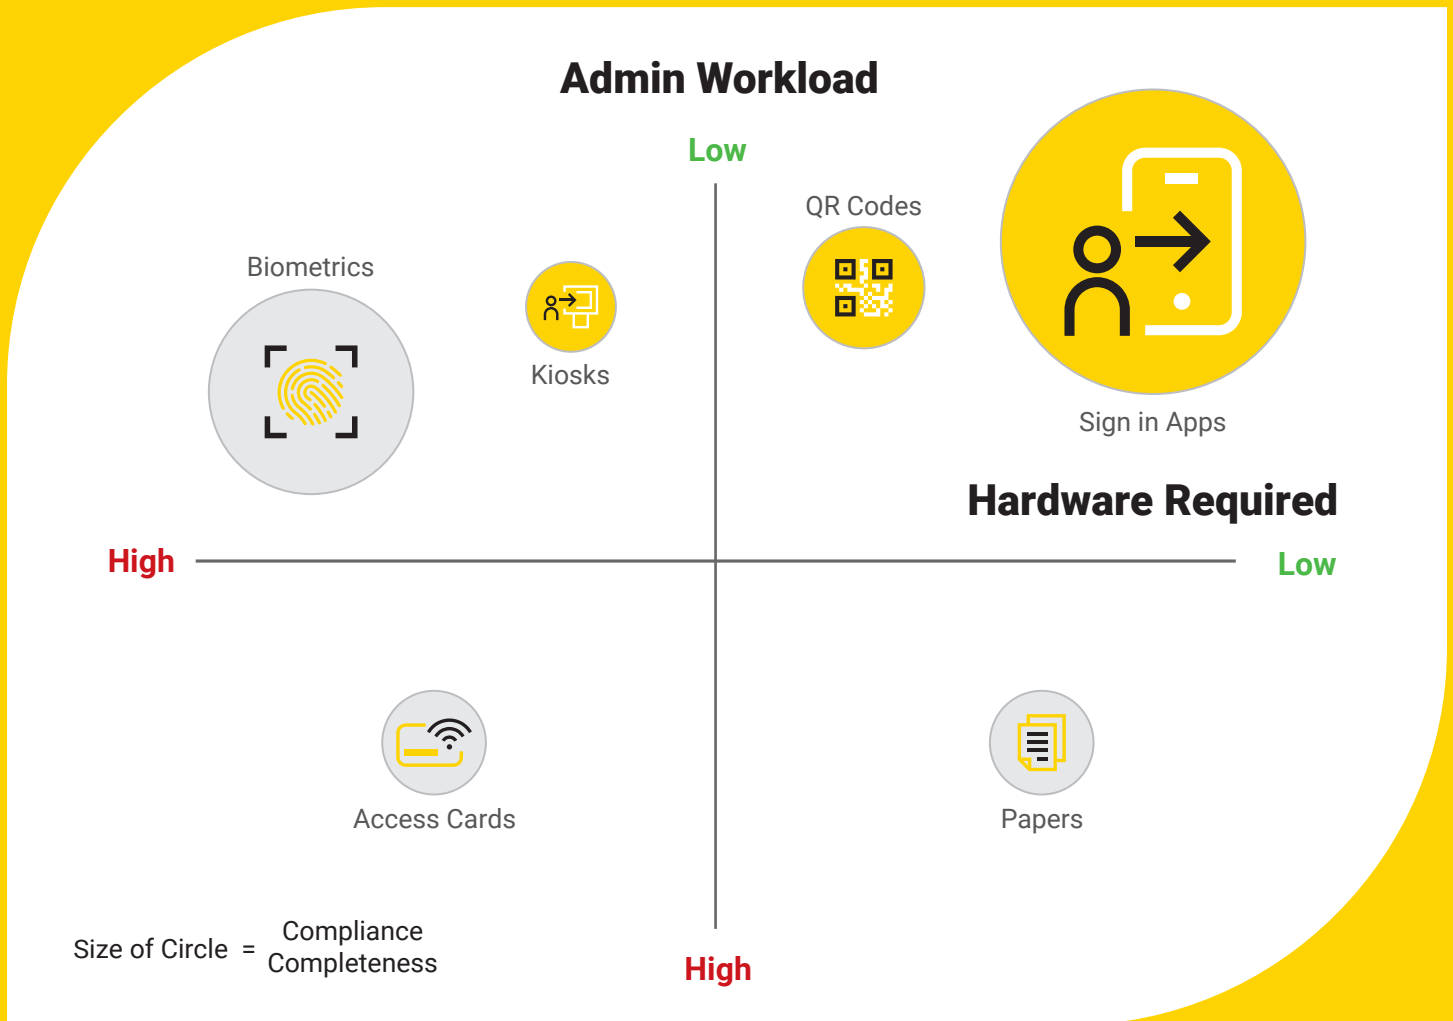 Admin Workload
Low
QR Codes
Biometrics
Kiosks
Sign in Apps
Hardware Required
High
Low
Access Cards
Papers
Size of Circle = Compliance
Completeness
High